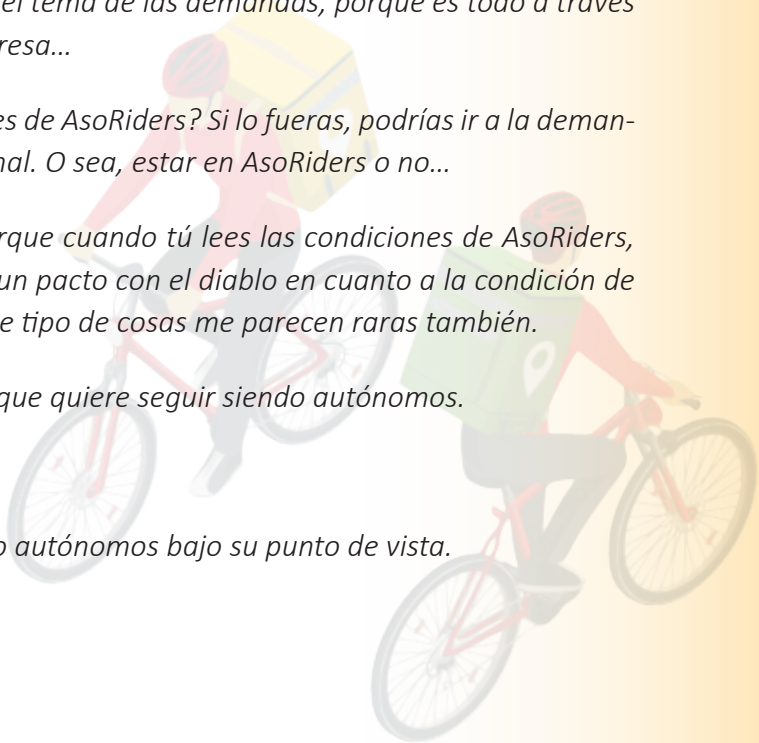 el tema de las demandas, porque es todo a través
resa…
es de AsoRiders? Si lo fueras, podrías ir a la deman-
nal. O sea, estar en AsoRiders o no…
rque cuando tú lees las condiciones de AsoRiders,
un pacto con el diablo en cuanto a la condición de
e tipo de cosas me parecen raras también.
que quiere seguir siendo autónomos.
o autónomos bajo su punto de vista.